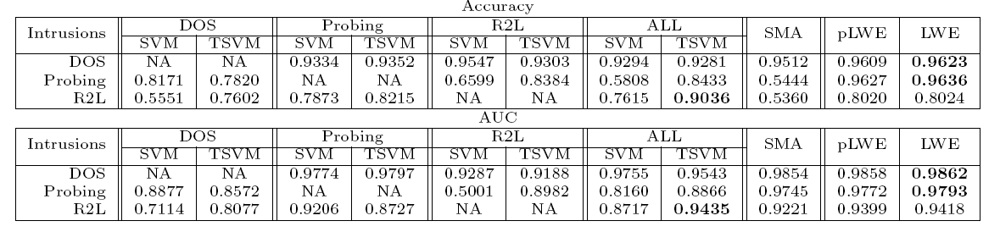 Accuracy
Intrusions DOS Probing R2L ALL SMA pLWE LWE
SVM TSVM SVM TSVM SVM TSVM SVM TSVM
DOS NA NA 0.9334 0.9352 0.9547 0.9303 0.9294 0.9281 0.9512 0.9609 0.9623
Probing 0.8171 0.7820 NA NA 0.6599 0.8384 0.5808 0.8433 0.5444 0.9627 0.9636
R2L 0.5551 0.7602 0.7873 0.8215 NA NA 0.7615 0.9036 0.5360 0.8020 0.8024
AUC
Intrusions DOS Probing R2L ALL SMA pLWE LWE
SVM TSVM SVM TSVM SVM TSVM SVM TSVM
DOS NA NA 0.9774 0.9797 0.9287 0.9188 0.9755 0.9543 0.9854 0.9858 0.9862
Probing 0.8877 0.8572 NA NA 0.5001 0.8982 0.8160 0.8866 0.9745 0.9772 0.9793
R2L 0.7114 0.8077 0.9206 0.8727 NA NA 0.8717 0.9435 0.9221 0.9399 0.9418